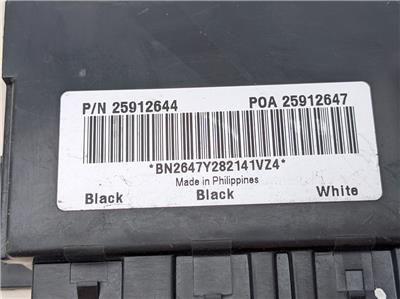 P/N 25912644 POA 25912647
*BN2647Y282141VZ4*
Made in Philippines
Black Black White